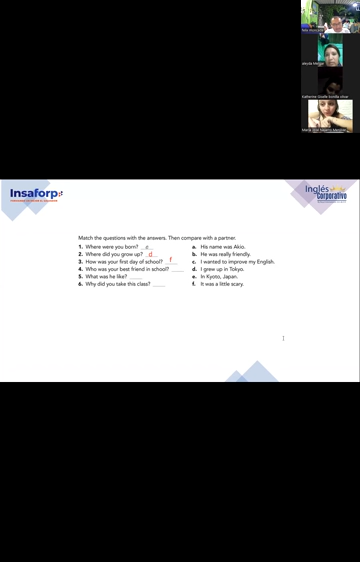 Insaforp
Inglés
Corporativo
Match the questions with the answers. Then compare with a partner.
1. Where were you born? e
2. Where did you grow up? d
3. How was your first day of school? f
4. Who was your best friend in school? ____
5. What was he like? ____
6. Why did you take this class? ____
a. His name was Akio.
b. He was really friendly.
c. I wanted to improve my English.
d. I grew up in Tokyo.
e. In Kyoto, Japan.
f. It was a little scary.